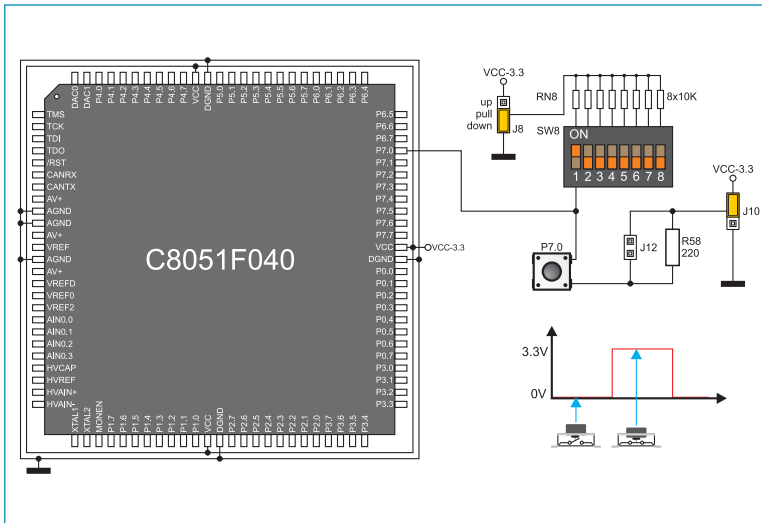 DAC0
DAC1
P4.0
P4.1
P4.2
P4.3
P4.4
P4.5
P4.6
P4.7
VCC
DGND
P5.0
P5.1
P5.2
P5.3
P5.4
P5.5
P5.6
P5.7
P6.0
P6.1
P6.2
P6.3
P6.4
TMS
TCK
TDI
TDO
/RST
CANRX
CANTX
AV+
AGND
AGND
AV+
VREF
AGND
AV+
VREFD
VREF0
VREF2
AIN0.0
AIN0.1
AIN0.2
AIN0.3
HVCAP
HVREF
HVAIN+
HVAIN-
C8051F040
P6.5
P6.6
P6.7
P7.0
P7.1
P7.2
P7.3
P7.4
P7.5
P7.6
P7.7
VCC
DGND
P0.0
P0.1
P0.2
P0.3
P0.4
P0.5
P0.6
P0.7
P3.0
P3.1
P3.2
P3.3
XTAL1
XTAL2
MONEN
P1.7
P1.6
P1.5
P1.4
P1.3
P1.2
P1.1
P1.0
VCC
DGND
P2.7
P2.6
P2.5
P2.4
P2.3
P2.2
P2.1
P2.0
P3.7
P3.6
P3.5
P3.4
VCC-3.3
VCC-3.3
up
pull
down
J8
RN8
8x10K
SW8
ON
1 2 3 4 5 6 7 8
VCC-3.3
J10
P7.0
J12
R58
220
3.3V
0V